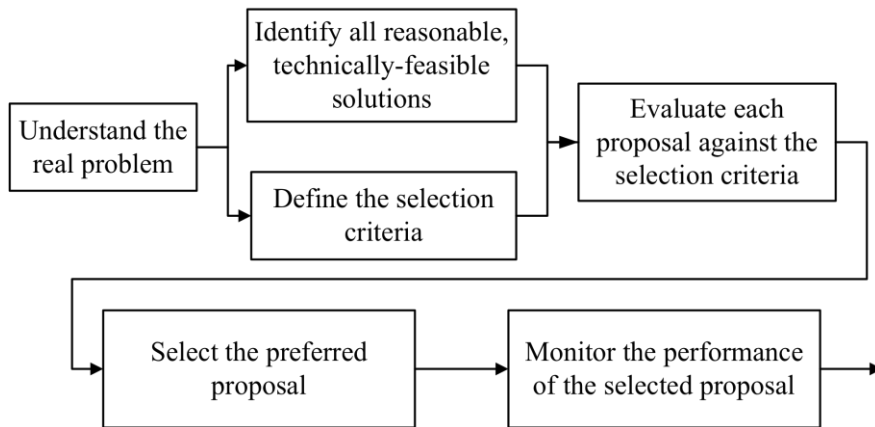 Understand the
real problem
Identify all reasonable,
technically-feasible
solutions
Define the selection
criteria
Evaluate each
proposal against the
selection criteria
Select the preferred
proposal
Monitor the performance
of the selected proposal